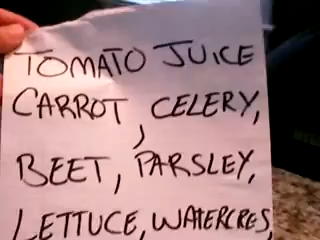 TOMATO JUICE
CARROT, CELERY,
BEET, PARSLEY,
LETTUCE, WATERCRES,